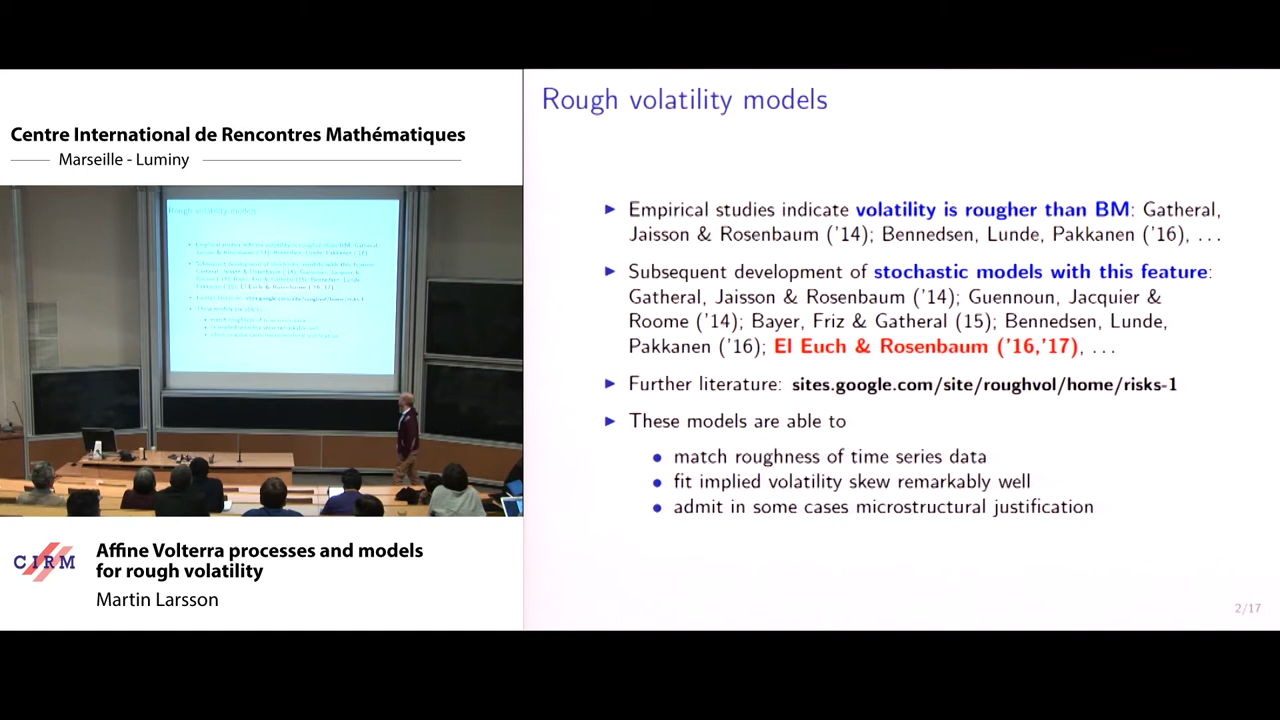 Centre International de Rencontres Mathématiques
Marseille - Luminy
CIRM
Affine Volterra processes and models
for rough volatility
Martin Larsson
Rough volatility models
Empirical studies indicate volatility is rougher than BM: Gatheral,
Jaisson & Rosenbaum ('14); Bennedsen, Lunde, Pakkanen ('16), ...
Subsequent development of stochastic models with this feature:
Gatheral, Jaisson & Rosenbaum ('14); Guennoun, Jacquier &
Roome ('14); Bayer, Friz & Gatheral (15); Bennedsen, Lunde,
Pakkanen ('16); El Euch & Rosenbaum ('16,'17), ...
Further literature: sites.google.com/site/roughvol/home/risks-1
These models are able to
match roughness of time series data
fit implied volatility skew remarkably well
admit in some cases microstructural justification
2/17